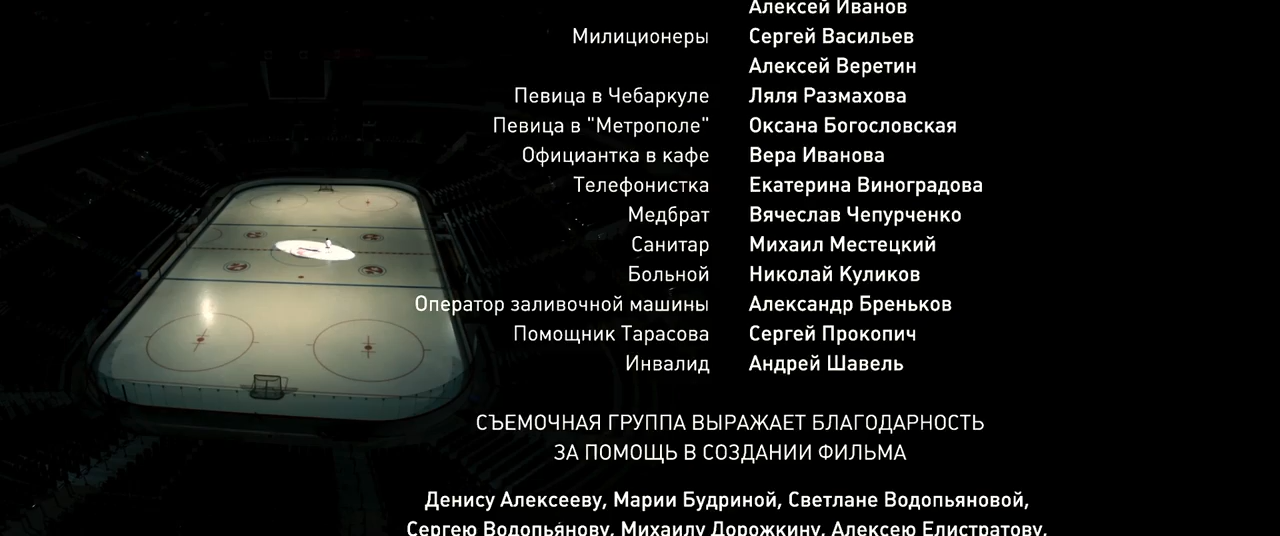 Алексей Иванов
Милиционеры Сергей Васильев
Алексей Веретин
Певица в Чебаркуле Ляля Размахова
Певица в "Метрополе" Оксана Богословская
Официантка в кафе Вера Иванова
Телефонистка Екатерина Виноградова
Медбрат Вячеслав Чепурченко
Санитар Михаил Местецкий
Больной Николай Куликов
Оператор заливочной машины Александр Бреньков
Помощник Тарасова Сергей Прокопич
Инвалид Андрей Шавель
СЪЕМОЧНАЯ ГРУППА ВЫРАЖАЕТ БЛАГОДАРНОСТЬ
ЗА ПОМОЩЬ В СОЗДАНИИ ФИЛЬМА
Денису Алексееву, Марии Будриной, Светлане Водопьяновой,
Сергею Водопьянову, Михаилу Дорожкину, Алексею Елистратову,